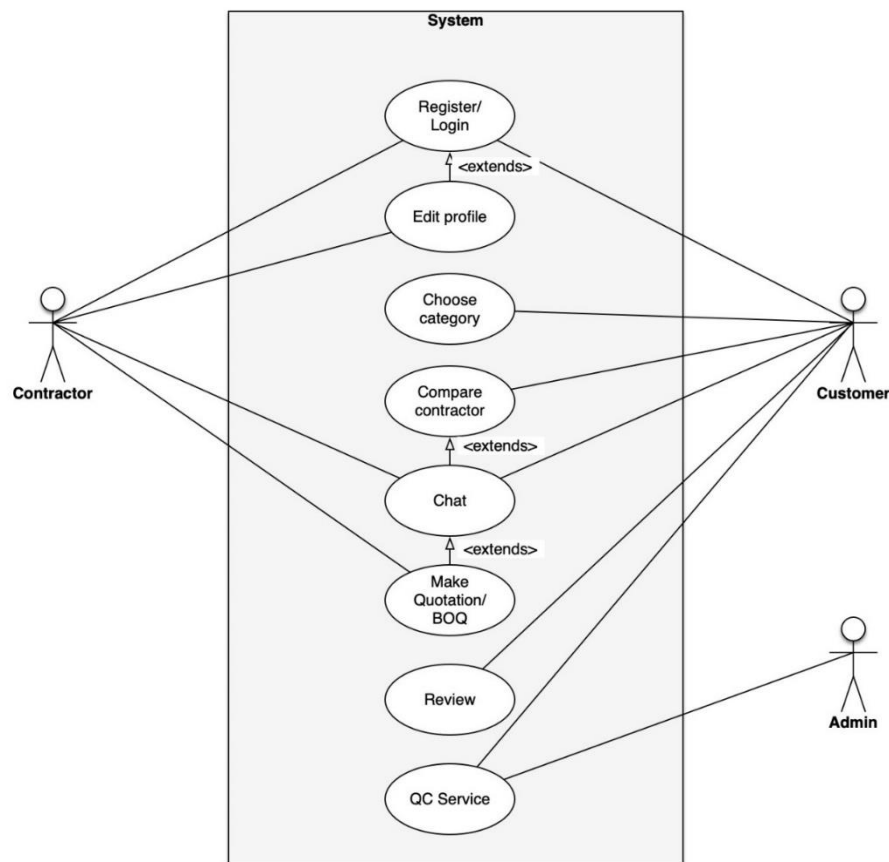 System
Register/
Login
<extends>
Edit profile
Choose
category
Contractor
Customer
Compare
contractor
<extends>
Chat
<extends>
Make
Quotation/
BOQ
Review
Admin
QC Service